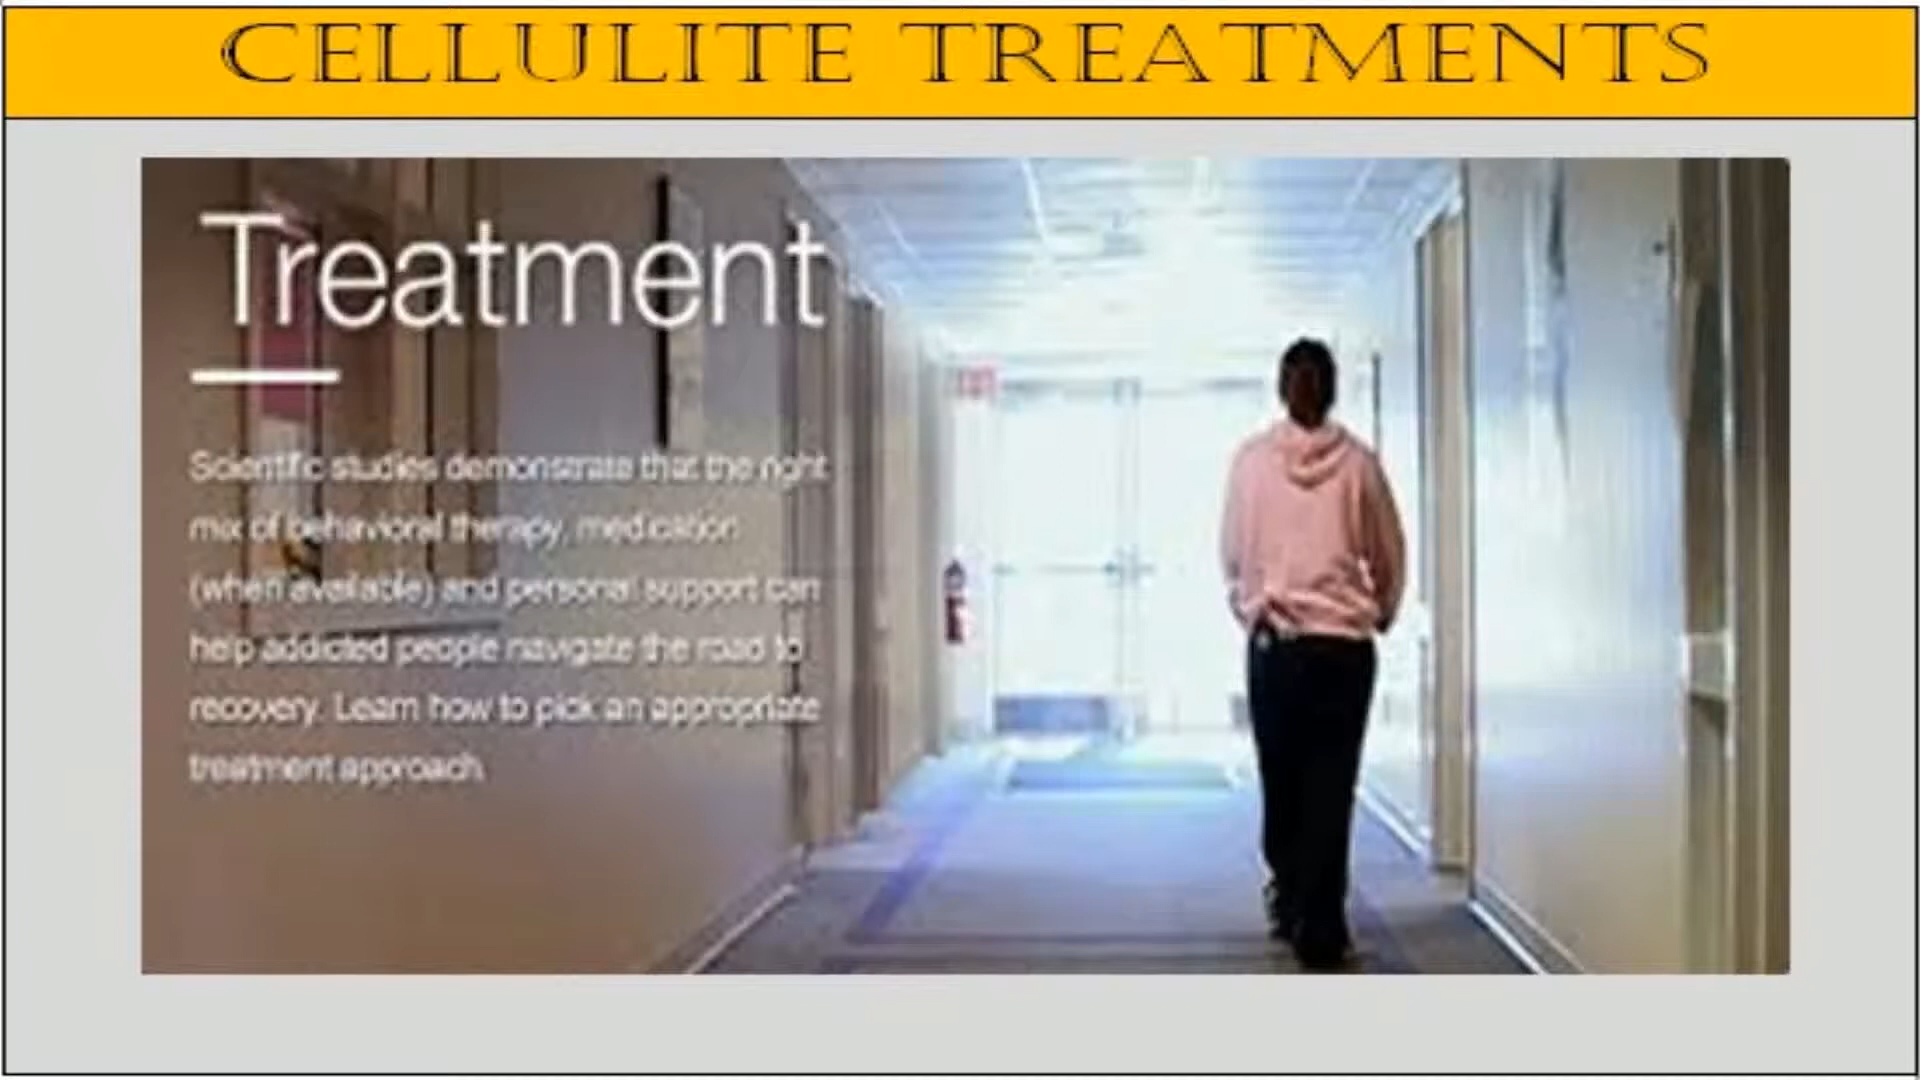 CELLULITE TREATMENTS
Treatment
Scientific studies demonstrate that the right
mix of behavioral therapy, medication
(when available) and personal support can
help addicted people navigate the road to
recovery. Learn how to pick an appropriate
treatment approach.